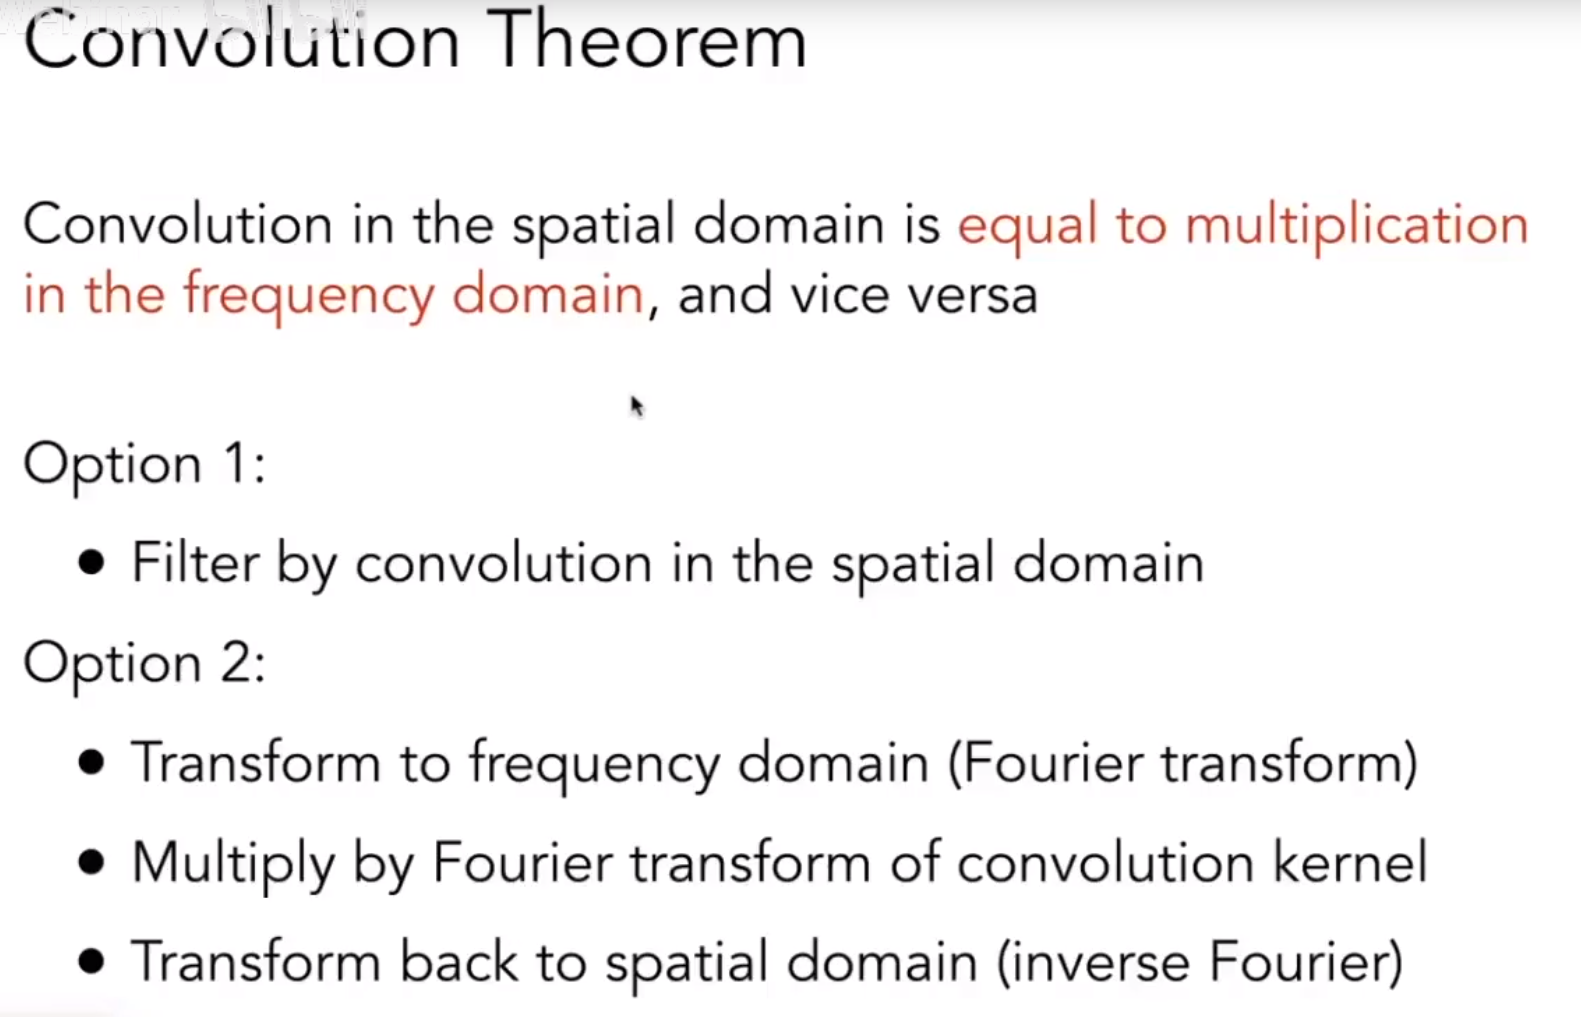 Convolution Theorem
Convolution in the spatial domain is equal to multiplication
in the frequency domain, and vice versa
Option 1:
● Filter by convolution in the spatial domain
Option 2:
● Transform to frequency domain (Fourier transform)
● Multiply by Fourier transform of convolution kernel
● Transform back to spatial domain (inverse Fourier)